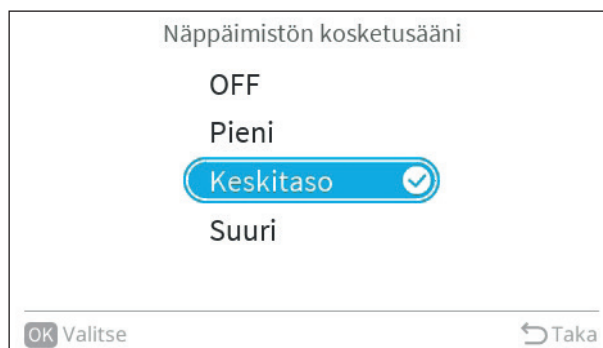 Näppäimistön kosketusääni
OFF
Pieni
Keskitaso
Suuri
OK Valitse
Taka